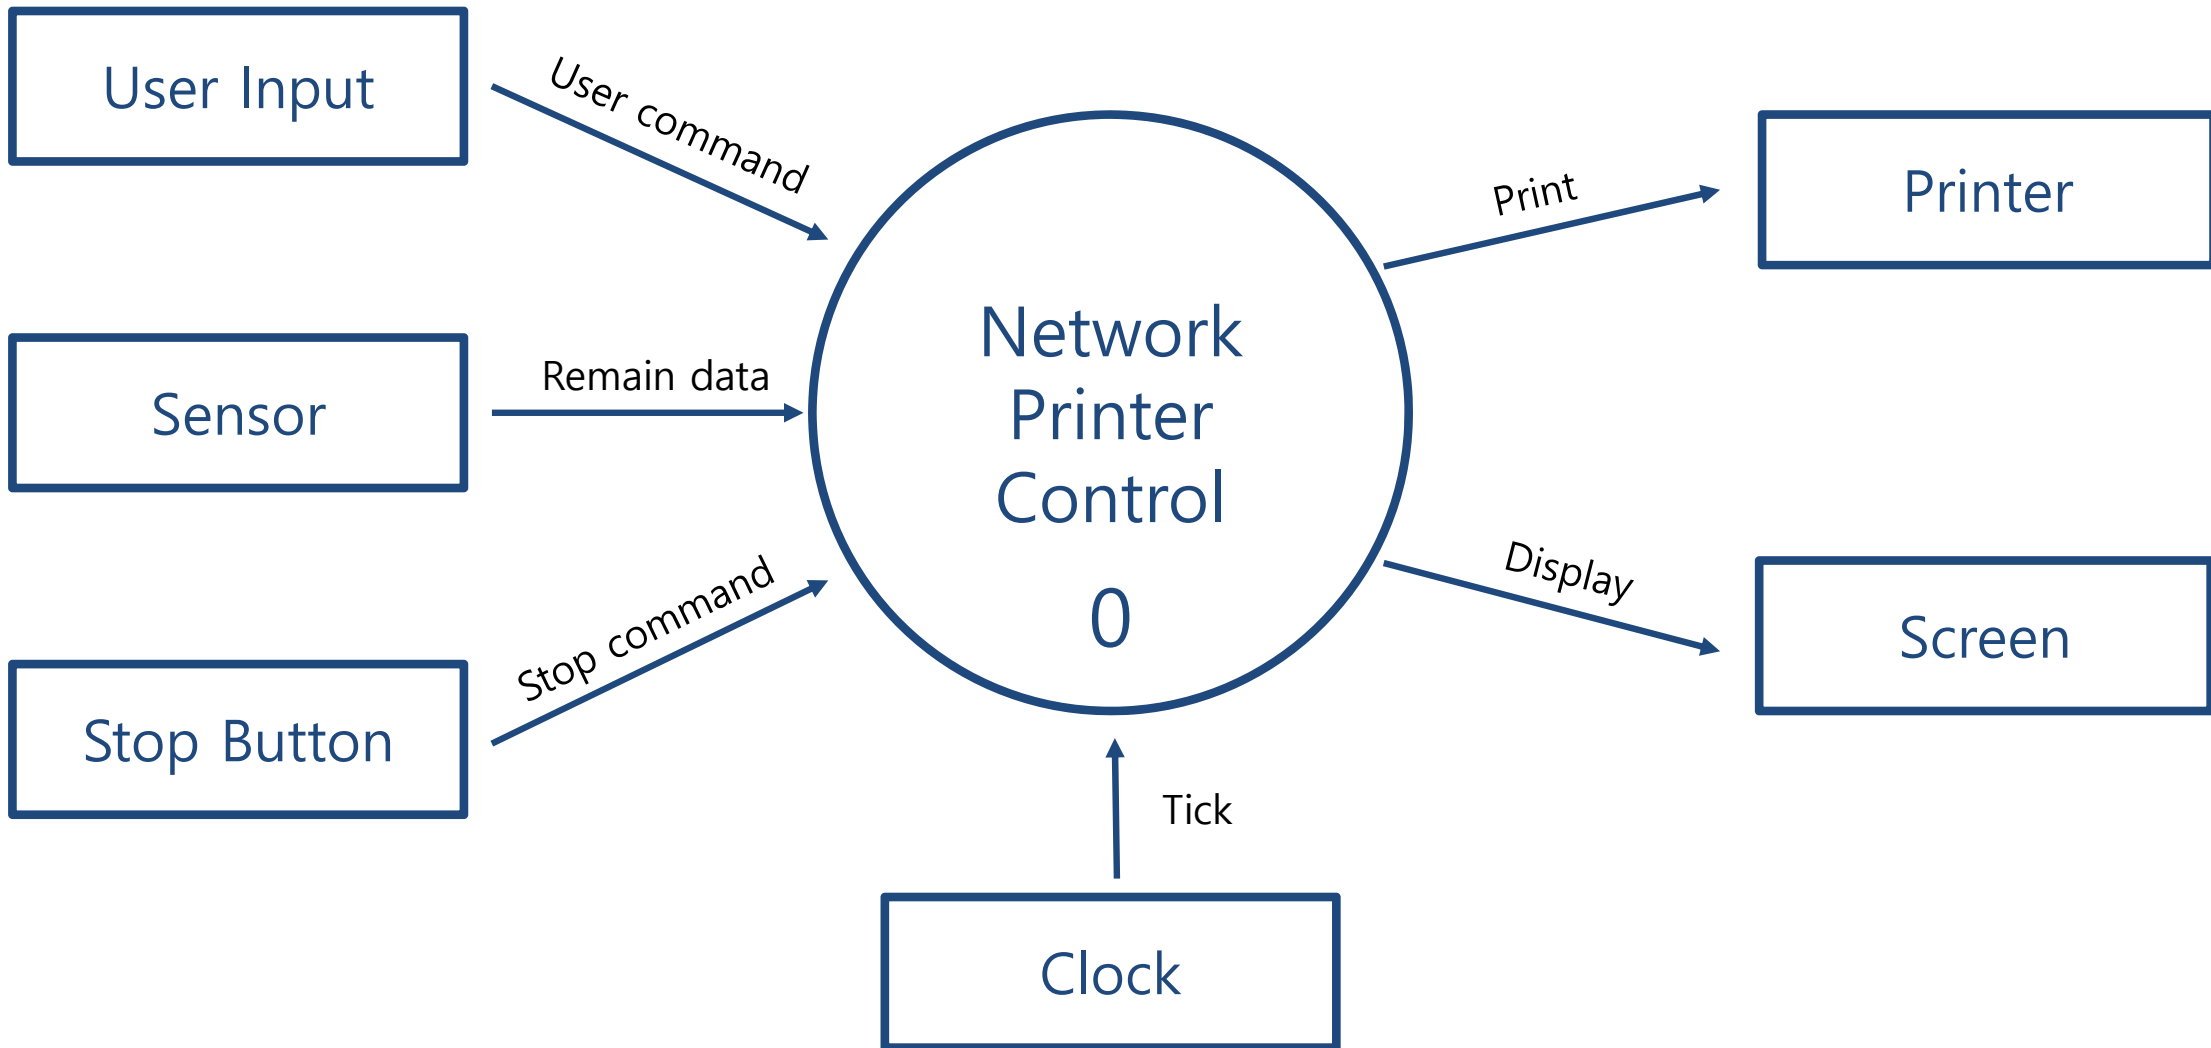 User Input
User command
Print
Printer
Network
Printer
Control
0
Sensor
Remain data
Stop Button
Stop command
Display
Screen
Tick
Clock